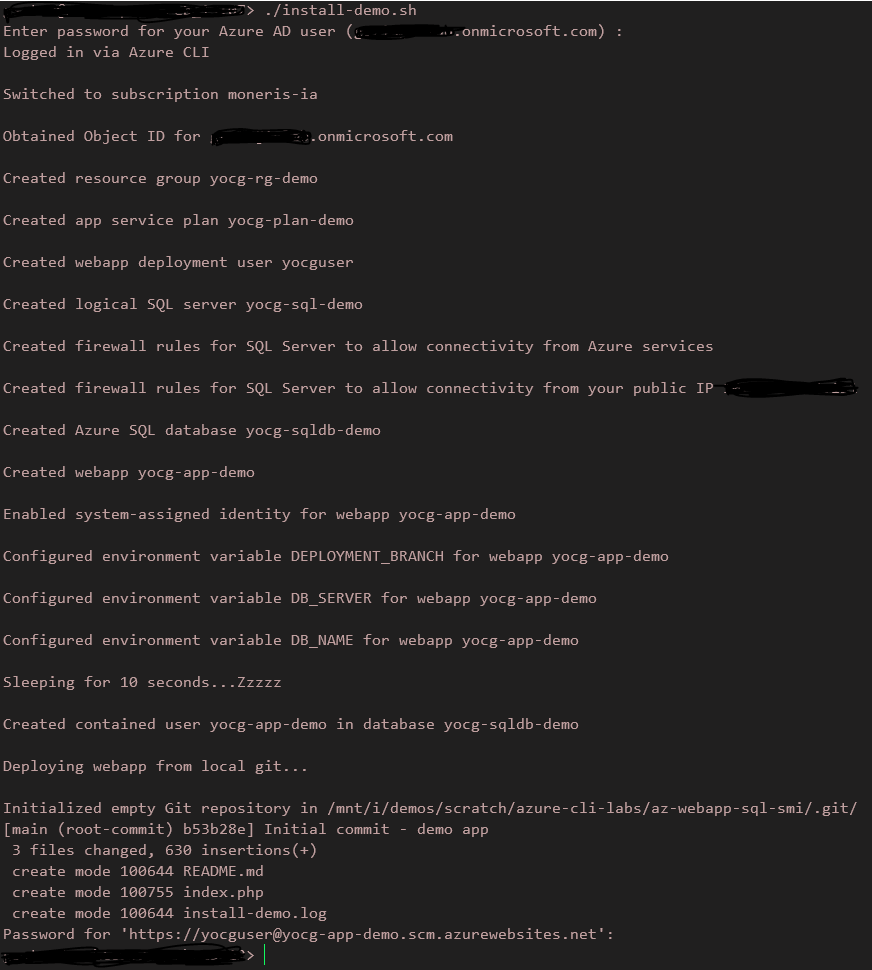 > ./install-demo.sh
Enter password for your Azure AD user (.onmicrosoft.com) :
Logged in via Azure CLI
Switched to subscription moneris-ia
Obtained Object ID for .onmicrosoft.com
Created resource group yocg-rg-demo
Created app service plan yocg-plan-demo
Created webapp deployment user yocguser
Created logical SQL server yocg-sql-demo
Created firewall rules for SQL Server to allow connectivity from Azure services
Created firewall rules for SQL Server to allow connectivity from your public IP
Created Azure SQL database yocg-sqldb-demo
Created webapp yocg-app-demo
Enabled system-assigned identity for webapp yocg-app-demo
Configured environment variable DEPLOYMENT_BRANCH for webapp yocg-app-demo
Configured environment variable DB_SERVER for webapp yocg-app-demo
Configured environment variable DB_NAME for webapp yocg-app-demo
Sleeping for 10 seconds...Zzzzz
Created contained user yocg-app-demo in database yocg-sqldb-demo
Deploying webapp from local git...
Initialized empty Git repository in /mnt/i/demos/scratch/azure-cli-labs/az-webapp-sql-smi/.git/
[main (root-commit) b53b28e] Initial commit - demo app
3 files changed, 630 insertions(+)
create mode 100644 README.md
create mode 100755 index.php
create mode 100644 install-demo.log
Password for 'https://yocguser@yocg-app-demo.scm.azurewebsites.net':
>